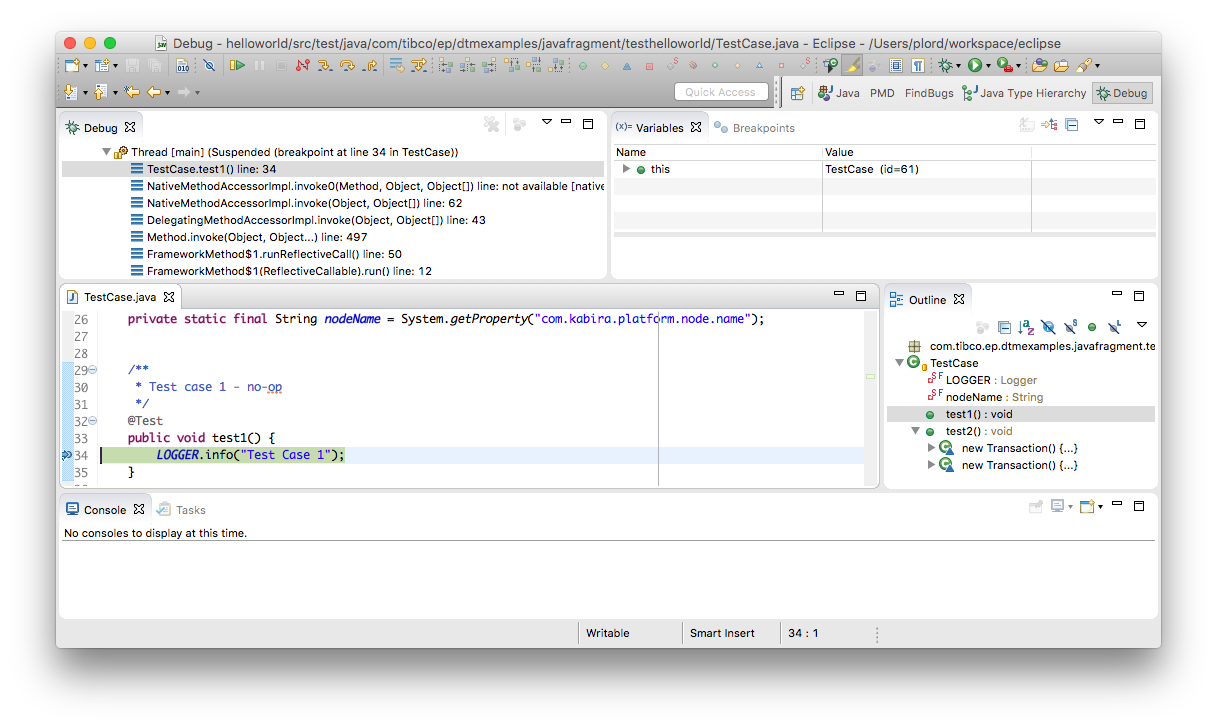 Debug - helloworld/src/test/java/com/tibco/ep/dtmexamples/javafragment/testhelloworld/TestCase.java - Eclipse - /Users/plord/workspace/eclipse
Quick Access
Java
PMD
FindBugs
Java Type Hierarchy
Debug
Debug
Thread [main] (Suspended (breakpoint at line 34 in TestCase))
TestCase.test1() line: 34
NativeMethodAccessorImpl.invoke0(Method, Object, Object[]) line: not available [native
NativeMethodAccessorImpl.invoke(Object, Object[]) line: 62
DelegatingMethodAccessorImpl.invoke(Object, Object[]) line: 43
Method.invoke(Object, Object...) line: 497
FrameworkMethod$1.runReflectiveCall() line: 50
FrameworkMethod$1(ReflectiveCallable).run() line: 12
(x)= Variables
Breakpoints
Name Value
this TestCase (id=61)
TestCase.java
26 private static final String nodeName = System.getProperty("com.kabira.platform.node.name");
27
28
29 /**
30 * Test case 1 - no-op
31 */
32 @Test
33 public void test1() {
34 LOGGER.info("Test Case 1");
35 }
Outline
com.tibco.ep.dtmexamples.javafragment.te
TestCase
LOGGER : Logger
nodeName : String
test1() : void
test2() : void
new Transaction() {...}
new Transaction() {...}
Console
Tasks
No consoles to display at this time.
Writable
Smart Insert
34 : 1